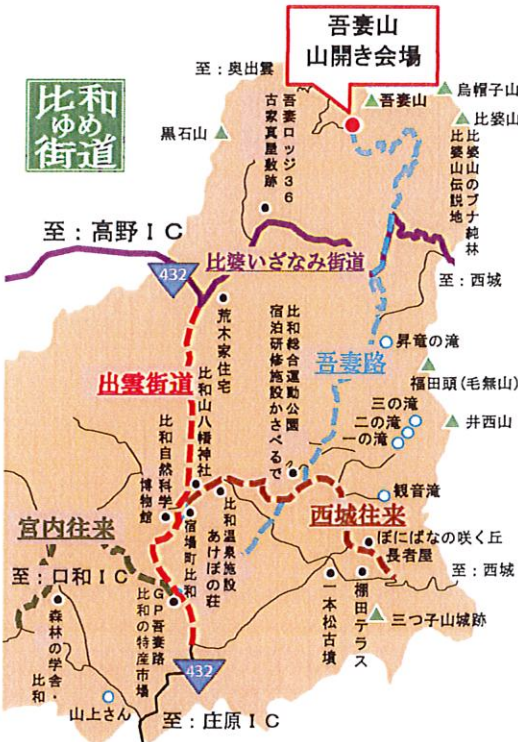 吾妻山
山開き会場
比和
ゆめ
街道
至：奥出雲
烏帽子山
吾妻山
比婆山
黒石山
吾妻ロッジ36
古家真屋敷跡
比婆山のブナ純林
比婆山伝説地
至：高野IC
432
比婆いざなみ街道
至：西城
荒木家住宅
比和総合運動公園
宿泊研修施設かさべるで
吾妻路
昇竜の滝
福田頭(毛無山)
出雲街道
三の滝
二の滝
一の滝
井西山
比和山八幡神社
比和自然科学
博物館
観音滝
宮内往来
宿場町比和
比和温泉施設
あけぼの荘
西城往来
ぼにばなの咲く丘
長者屋
至：口和IC
至：西城
GP吾妻路
比和の特産市場
一本松古墳
棚田テラス
三つ子山城跡
森林の学舎・
比和
432
山上さん
至：庄原IC